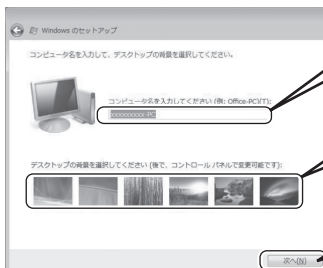 Windows のセットアップ
コンピュータ名を入力して、デスクトップの背景を選択してください。
コンピュータ名を入力してください (例: Office-PC)(T):
xxxxxxxxx-PC
デスクトップの背景を選択してください (後で、コントロール パネルで変更可能です):
次へ(N)